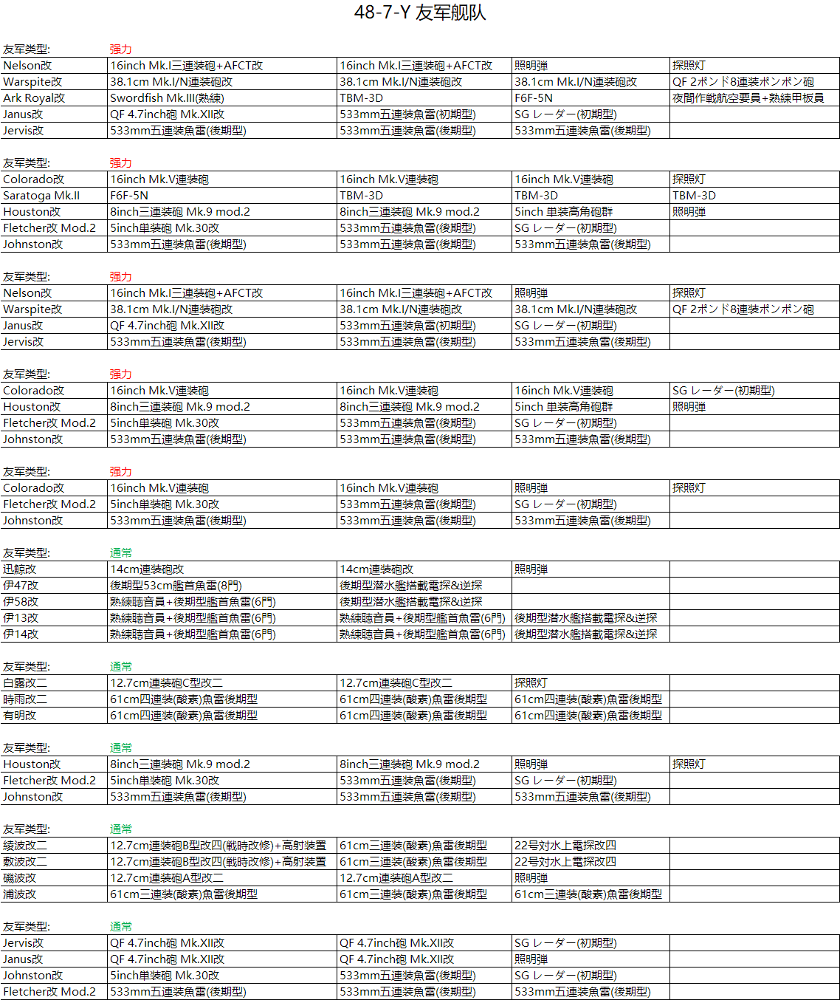 48-7-Y 友军舰队
友军类型: 强力
Nelson改 16inch Mk.I三連装砲+AFCT改 16inch Mk.I三連装砲+AFCT改 照明弾 探照灯
Warspite改 38.1cm Mk.I/N連装砲改 38.1cm Mk.I/N連装砲改 38.1cm Mk.I/N連装砲改 QF 2ポンド8連装ポンポン砲
Ark Royal改 Swordfish Mk.III(熟練) TBM-3D F6F-5N 夜間作戦航空要員+熟練甲板員
Janus改 QF 4.7inch砲 Mk.XII改 533mm五連装魚雷(初期型) SG レーダー(初期型)
Jervis改 533mm五連装魚雷(後期型) 533mm五連装魚雷(後期型) 533mm五連装魚雷(後期型)
友军类型: 强力
Colorado改 16inch Mk.V連装砲 16inch Mk.V連装砲 16inch Mk.V連装砲 探照灯
Saratoga Mk.II F6F-5N TBM-3D TBM-3D TBM-3D
Houston改 8inch三連装砲 Mk.9 mod.2 8inch三連装砲 Mk.9 mod.2 5inch 単装高角砲群 照明弾
Fletcher改 Mod.2 5inch単装砲 Mk.30改 533mm五連装魚雷(後期型) SG レーダー(初期型)
Johnston改 533mm五連装魚雷(後期型) 533mm五連装魚雷(後期型) 533mm五連装魚雷(後期型)
友军类型: 强力
Nelson改 16inch Mk.I三連装砲+AFCT改 16inch Mk.I三連装砲+AFCT改 照明弾 探照灯
Warspite改 38.1cm Mk.I/N連装砲改 38.1cm Mk.I/N連装砲改 38.1cm Mk.I/N連装砲改 QF 2ポンド8連装ポンポン砲
Janus改 QF 4.7inch砲 Mk.XII改 533mm五連装魚雷(初期型) SG レーダー(初期型)
Jervis改 533mm五連装魚雷(後期型) 533mm五連装魚雷(後期型) 533mm五連装魚雷(後期型)
友军类型: 强力
Colorado改 16inch Mk.V連装砲 16inch Mk.V連装砲 16inch Mk.V連装砲 SG レーダー(初期型)
Houston改 8inch三連装砲 Mk.9 mod.2 8inch三連装砲 Mk.9 mod.2 5inch 単装高角砲群 照明弾
Fletcher改 Mod.2 5inch単装砲 Mk.30改 533mm五連装魚雷(後期型) SG レーダー(初期型)
Johnston改 533mm五連装魚雷(後期型) 533mm五連装魚雷(後期型) 533mm五連装魚雷(後期型)
友军类型: 强力
Colorado改 16inch Mk.V連装砲 16inch Mk.V連装砲 照明弾 探照灯
Fletcher改 Mod.2 5inch単装砲 Mk.30改 533mm五連装魚雷(後期型) SG レーダー(初期型)
Johnston改 533mm五連装魚雷(後期型) 533mm五連装魚雷(後期型) 533mm五連装魚雷(後期型)
友军类型: 通常
迅鯨改 14cm連装砲改 14cm連装砲改 照明弾
伊47改 後期型53cm艦首魚雷(8門) 後期型潜水艦搭載電探&逆探
伊58改 熟練聴音員+後期型艦首魚雷(6門) 後期型潜水艦搭載電探&逆探
伊13改 熟練聴音員+後期型艦首魚雷(6門) 熟練聴音員+後期型艦首魚雷(6門) 後期型潜水艦搭載電探&逆探
伊14改 熟練聴音員+後期型艦首魚雷(6門) 熟練聴音員+後期型艦首魚雷(6門) 後期型潜水艦搭載電探&逆探
友军类型: 通常
白露改二 12.7cm連装砲C型改二 12.7cm連装砲C型改二 探照灯
時雨改二 61cm四連装(酸素)魚雷後期型 61cm四連装(酸素)魚雷後期型 61cm四連装(酸素)魚雷後期型
有明改 61cm四連装(酸素)魚雷後期型 61cm四連装(酸素)魚雷後期型 61cm四連装(酸素)魚雷後期型
友军类型: 通常
Houston改 8inch三連装砲 Mk.9 mod.2 8inch三連装砲 Mk.9 mod.2 照明弾 探照灯
Fletcher改 Mod.2 5inch単装砲 Mk.30改 533mm五連装魚雷(後期型) SG レーダー(初期型)
Johnston改 533mm五連装魚雷(後期型) 533mm五連装魚雷(後期型) 533mm五連装魚雷(後期型)
友军类型: 通常
綾波改二 12.7cm連装砲B型改四(戦時改修)+高射装置 61cm三連装(酸素)魚雷後期型 22号対水上電探改四
敷波改二 12.7cm連装砲B型改四(戦時改修)+高射装置 61cm三連装(酸素)魚雷後期型 22号対水上電探改四
磯波改 12.7cm連装砲A型改二 12.7cm連装砲A型改二 照明弾
浦波改 61cm三連装(酸素)魚雷後期型 61cm三連装(酸素)魚雷後期型 61cm三連装(酸素)魚雷後期型
友军类型: 通常
Jervis改 QF 4.7inch砲 Mk.XII改 QF 4.7inch砲 Mk.XII改 SG レーダー(初期型)
Janus改 QF 4.7inch砲 Mk.XII改 QF 4.7inch砲 Mk.XII改 照明弾
Johnston改 5inch単装砲 Mk.30改 533mm五連装魚雷(後期型) SG レーダー(初期型)
Fletcher改 Mod.2 533mm五連装魚雷(後期型) 533mm五連装魚雷(後期型) 533mm五連装魚雷(後期型)